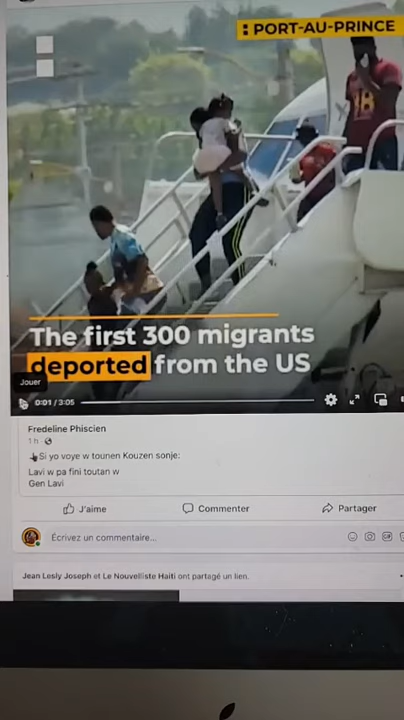 : PORT-AU-PRINCE
1B
The first 300 migrants
deported from the US
Jouer
0:01 / 3:05
Fredeline Phiscien
1 h ·
Si yo voye w tounen Kouzen sonje:
Lavi w pa fini toutan w
Gen Lavi
J'aime
Commenter
Partager
Écrivez un commentaire...
GIF
Jean Lesly Joseph et Le Nouvelliste Haiti ont partagé un lien.